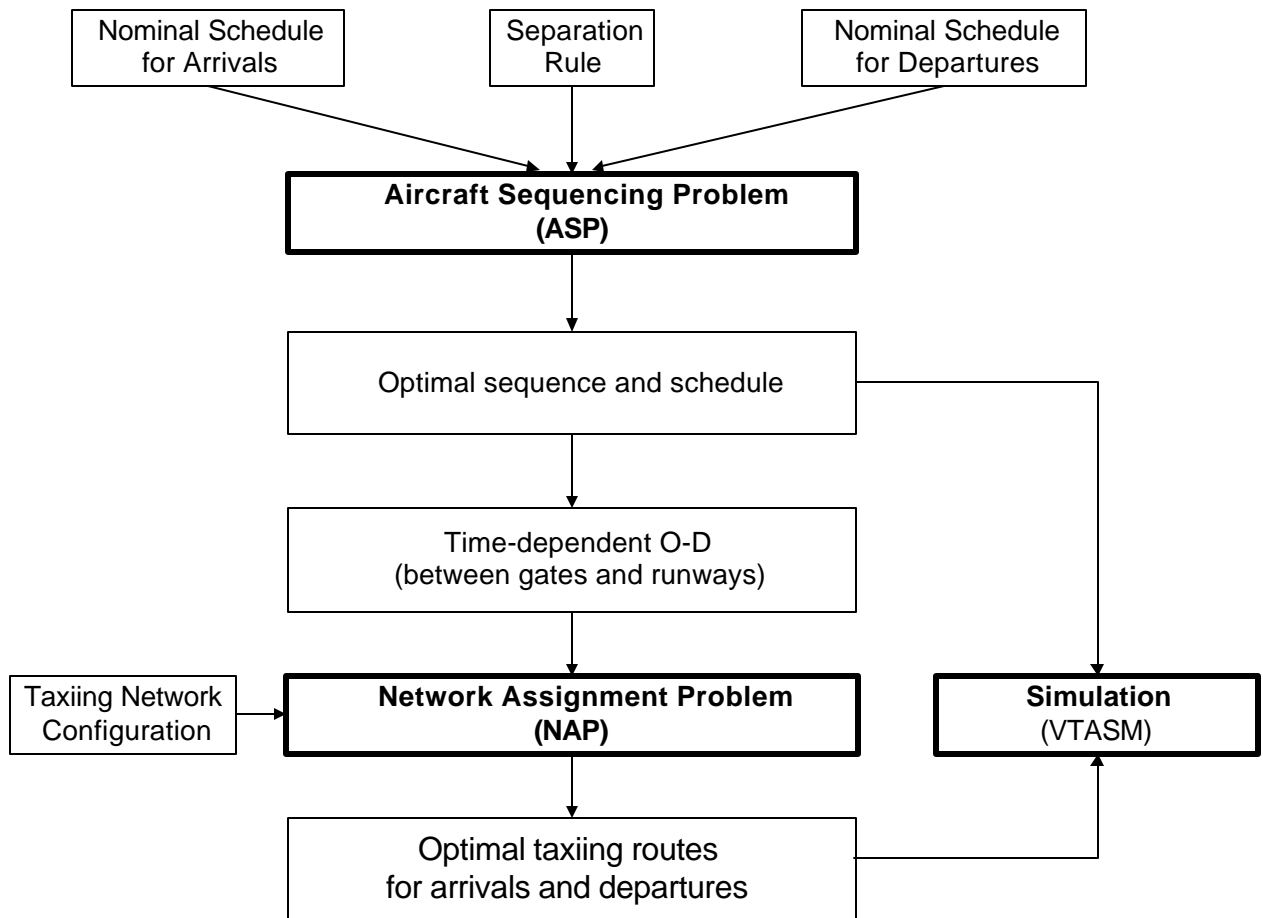 Nominal Schedule
for Arrivals
Separation
Rule
Nominal Schedule
for Departures
Aircraft Sequencing Problem
(ASP)
Optimal sequence and schedule
Time-dependent O-D
(between gates and runways)
Taxiing Network
Configuration
Network Assignment Problem
(NAP)
Simulation
(VTASM)
Optimal taxiing routes
for arrivals and departures